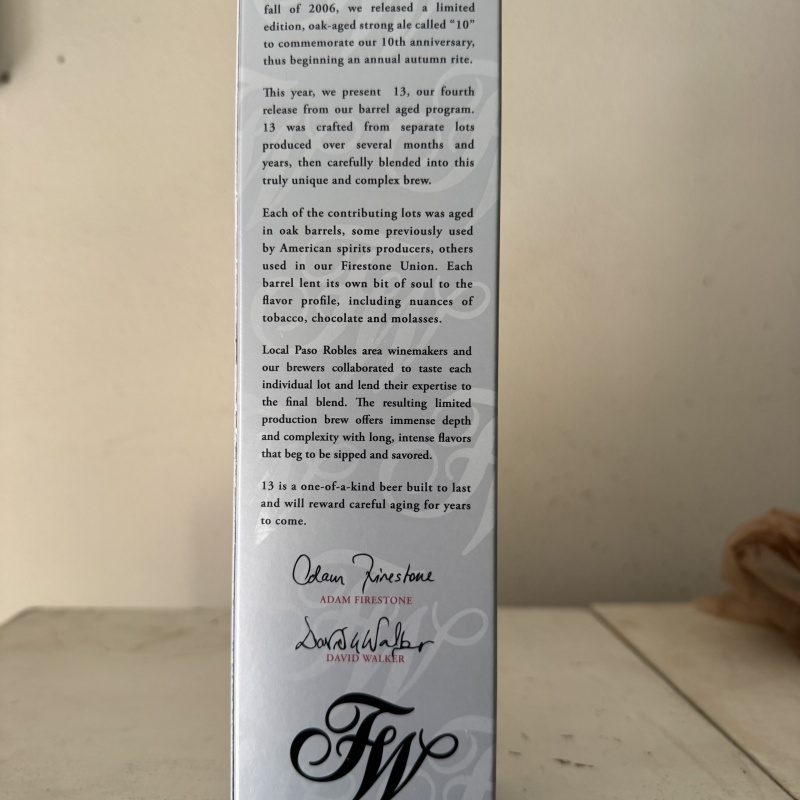 fall of 2006, we released a limited
edition, oak-aged strong ale called “10”
to commemorate our 10th anniversary,
thus beginning an annual autumn rite.
This year, we present 13, our fourth
release from our barrel aged program.
13 was crafted from separate lots
produced over several months and
years, then carefully blended into this
truly unique and complex brew.
Each of the contributing lots was aged
in oak barrels, some previously used
by American spirits producers, others
used in our Firestone Union. Each
barrel lent its own bit of soul to the
flavor profile, including nuances of
tobacco, chocolate and molasses.
Local Paso Robles area winemakers and
our brewers collaborated to taste each
individual lot and lend their expertise to
the final blend. The resulting limited
production brew offers immense depth
and complexity with long, intense flavors
that beg to be sipped and savored.
13 is a one-of-a-kind beer built to last
and will reward careful aging for years
to come.
Adam Firestone
ADAM FIRESTONE
David Walker
DAVID WALKER
FW